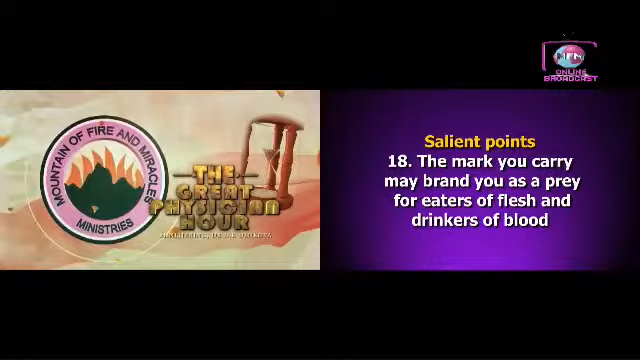 MFM
ONLINE
BROADCAST
MOUNTAIN OF FIRE AND MIRACLES
MINISTRIES
THE
GREAT
PHYSICIAN
HOUR
Salient points
18. The mark you carry
may brand you as a prey
for eaters of flesh and
drinkers of blood